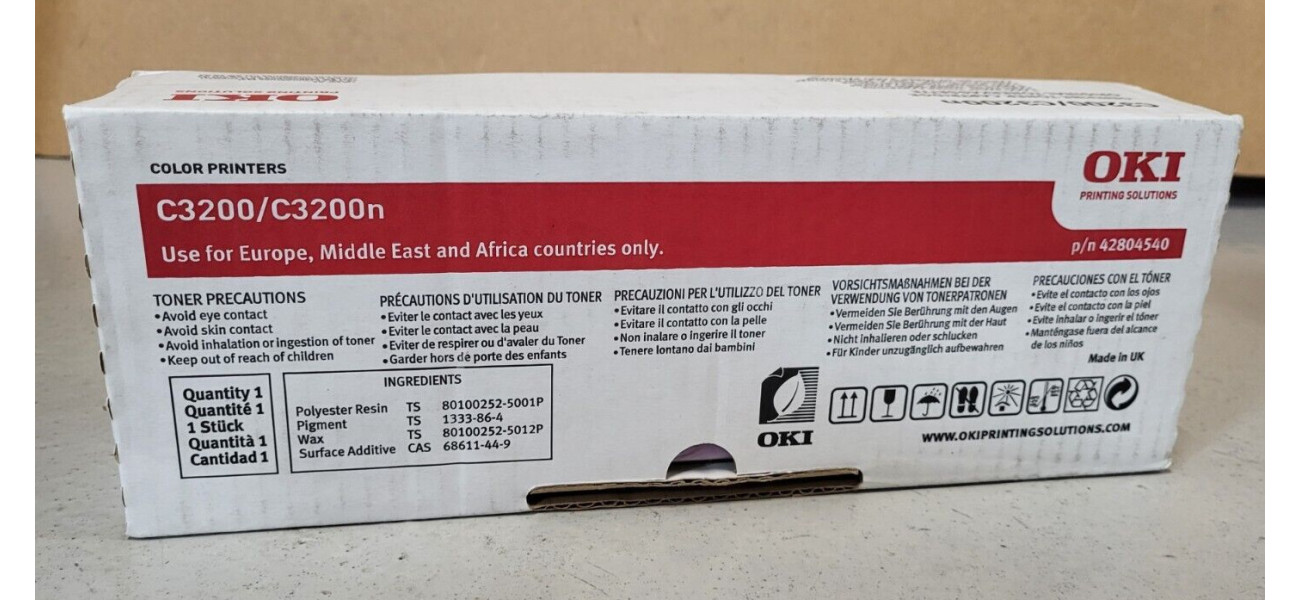 OKI
PRINTING SOLUTIONS
C3200/C3200n
COLOR PRINTERS
OKI
PRINTING SOLUTIONS
C3200/C3200n
Use for Europe, Middle East and Africa countries only.
p/n 42804540
TONER PRECAUTIONS
•Avoid eye contact
•Avoid skin contact
•Avoid inhalation or ingestion of toner
•Keep out of reach of children
PRÉCAUTIONS D'UTILISATION DU TONER
•Eviter le contact avec les yeux
•Eviter le contact avec la peau
•Eviter de respirer ou d'avaler du Toner
•Garder hors de porte des enfants
PRECAUZIONI PER L'UTILIZZO DEL TONER
•Evitare il contatto con gli occhi
•Evitare il contatto con la pelle
•Non inalare o ingerire il toner
•Tenere lontano dai bambini
VORSICHTSMAßNAHMEN BEI DER
VERWENDUNG VON TONERPATRONEN
•Vermeiden Sie Berührung mit den Augen
•Vermeiden Sie Berührung mit der Haut
•Nicht inhalieren oder schlucken
•Für Kinder unzugänglich aufbewahren
PRECAUCIONES CON EL TÓNER
•Evite el contacto con los ojos
•Evite el contacto con la piel
•Evite inhalar o ingerir el tóner
•Manténgase fuera del alcance
de los niños
Made in UK
Quantity 1
Quantité 1
1 Stück
Quantità 1
Cantidad 1
INGREDIENTS
Polyester Resin TS 80100252-5001P
Pigment TS 1333-86-4
Wax TS 80100252-5012P
Surface Additive CAS 68611-44-9
OKI
WWW.OKIPRINTINGSOLUTIONS.COM